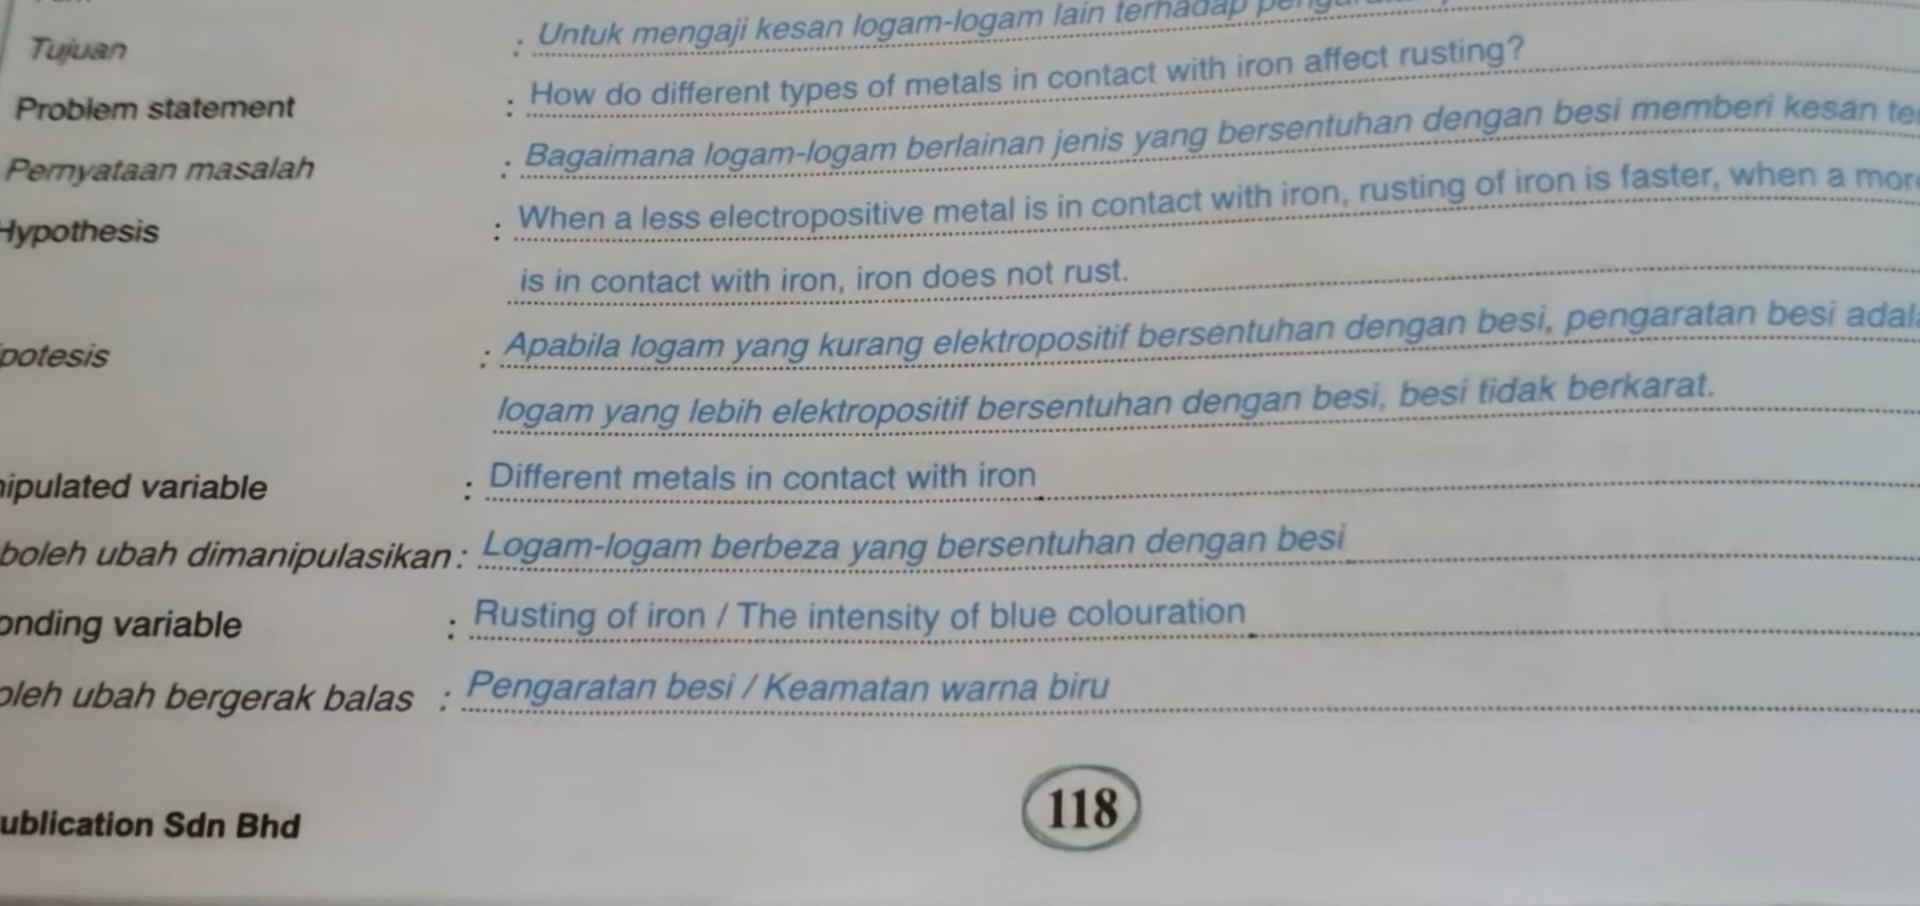 Tujuan : Untuk mengaji kesan logam-logam lain terhadap
Problem statement : How do different types of metals in contact with iron affect rusting?
Pernyataan masalah : Bagaimana logam-logam berlainan jenis yang bersentuhan dengan besi memberi kesan
Hypothesis : When a less electropositive metal is in contact with iron, rusting of iron is faster, when a more
is in contact with iron, iron does not rust.
potesis : Apabila logam yang kurang elektropositif bersentuhan dengan besi, pengaratan besi
logam yang lebih elektropositif bersentuhan dengan besi, besi tidak berkarat.
nipulated variable : Different metals in contact with iron
boleh ubah dimanipulasikan : Logam-logam berbeza yang bersentuhan dengan besi
onding variable : Rusting of iron / The intensity of blue colouration
oleh ubah bergerak balas : Pengaratan besi / Keamatan warna biru
118
ublication Sdn Bhd